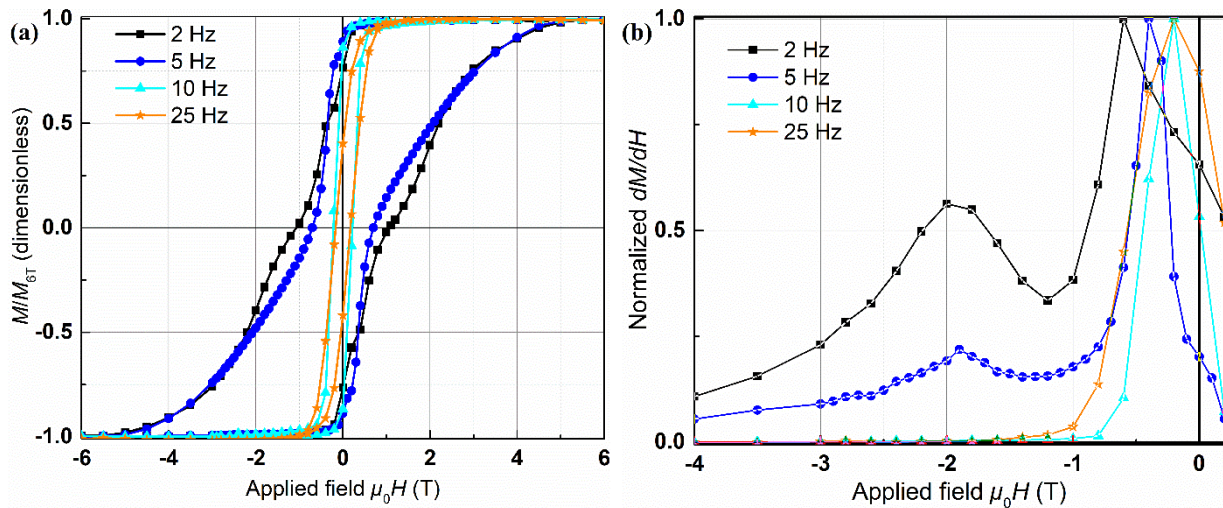 (a)
2 Hz
5 Hz
10 Hz
25 Hz
M/M6T (dimensionless)
1.0
0.5
0.0
-0.5
-1.0
-6 -4 -2 0 2 4 6
Applied field μ0H (T)
(b)
2 Hz
5 Hz
10 Hz
25 Hz
Normalized dM/dH
1.0
0.5
0.0
-4 -3 -2 -1 0
Applied field μ0H (T)